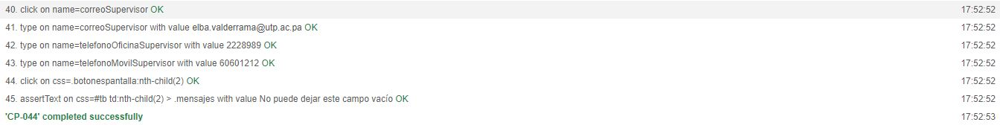 40. click on name=correoSupervisor OK 17:52:52
41. type on name=correoSupervisor with value elba.valderrama@utp.ac.pa OK 17:52:52
42. type on name=telefonoOficinaSupervisor with value 2228989 OK 17:52:52
43. type on name=telefonoMovilSupervisor with value 60601212 OK 17:52:52
44. click on css=.botonespantalla:nth-child(2) OK 17:52:52
45. assertText on css=#tb td:nth-child(2) > .mensajes with value No puede dejar este campo vacío OK 17:52:52
'CP-044' completed successfully 17:52:53